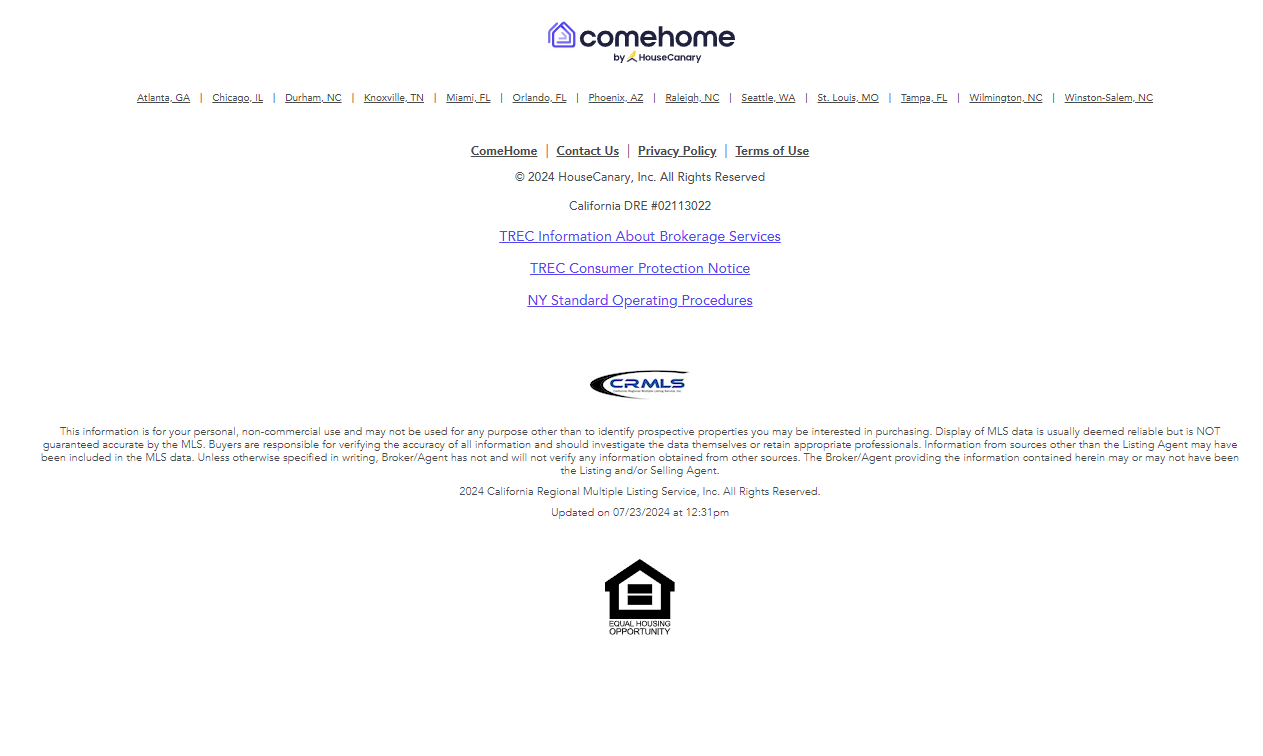 comehome
by HouseCanary
Atlanta, GA | Chicago, IL | Durham, NC | Knoxville, TN | Miami, FL | Orlando, FL | Phoenix, AZ | Raleigh, NC | Seattle, WA | St. Louis, MO | Tampa, FL | Wilmington, NC | Winston-Salem, NC
ComeHome | Contact Us | Privacy Policy | Terms of Use
© 2024 HouseCanary, Inc. All Rights Reserved
California DRE #02113022
TREC Information About Brokerage Services
TREC Consumer Protection Notice
NY Standard Operating Procedures
CRMLS
California Regional Multiple Listing Service, Inc.
This information is for your personal, non-commercial use and may not be used for any purpose other than to identify prospective properties you may be interested in purchasing. Display of MLS data is usually deemed reliable but is NOT
guaranteed accurate by the MLS. Buyers are responsible for verifying the accuracy of all information and should investigate the data themselves or retain appropriate professionals. Information from sources other than the Listing Agent may have
been included in the MLS data. Unless otherwise specified in writing, Broker/Agent has not and will not verify any information obtained from other sources. The Broker/Agent providing the information contained herein may or may not have been
the Listing and/or Selling Agent.
2024 California Regional Multiple Listing Service, Inc. All Rights Reserved.
Updated on 07/23/2024 at 12:31pm
EQUAL HOUSING
OPPORTUNITY